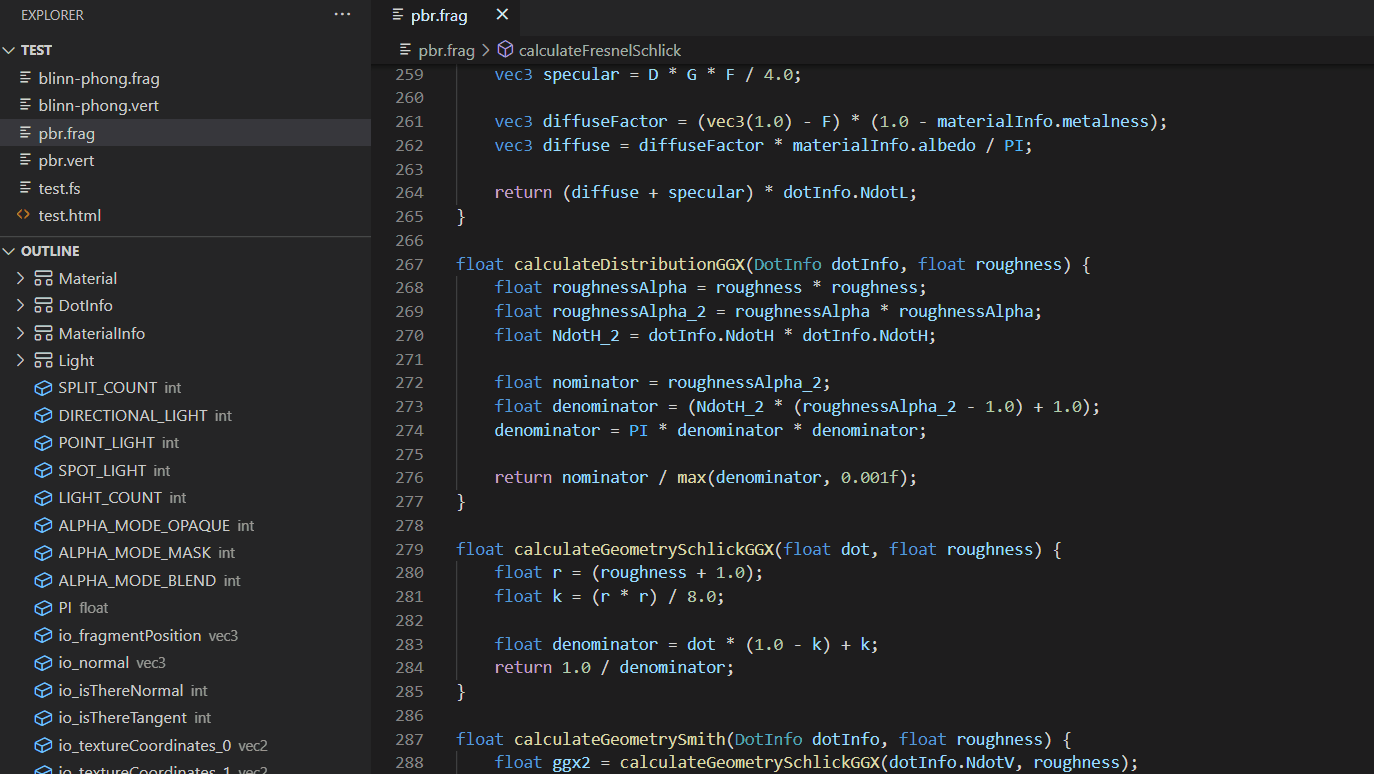 EXPLORER
···
TEST
blinn-phong.frag
blinn-phong.vert
pbr.frag
pbr.vert
test.fs
test.html
OUTLINE
Material
DotInfo
MaterialInfo
Light
SPLIT_COUNT int
DIRECTIONAL_LIGHT int
POINT_LIGHT int
SPOT_LIGHT int
LIGHT_COUNT int
ALPHA_MODE_OPAQUE int
ALPHA_MODE_MASK int
ALPHA_MODE_BLEND int
PI float
io_fragmentPosition vec3
io_normal vec3
io_isThereNormal int
io_isThereTangent int
io_textureCoordinates_0 vec2
io_textureCoordinates_1 vec2
pbr.frag
pbr.frag > calculateFresnelSchlick
259 vec3 specular = D * G * F / 4.0;
260
261 vec3 diffuseFactor = (vec3(1.0) - F) * (1.0 - materialInfo.metalness);
262 vec3 diffuse = diffuseFactor * materialInfo.albedo / PI;
263
264 return (diffuse + specular) * dotInfo.NdotL;
265 }
266
267 float calculateDistributionGGX(DotInfo dotInfo, float roughness) {
268 float roughnessAlpha = roughness * roughness;
269 float roughnessAlpha_2 = roughnessAlpha * roughnessAlpha;
270 float NdotH_2 = dotInfo.NdotH * dotInfo.NdotH;
271
272 float nominator = roughnessAlpha_2;
273 float denominator = (NdotH_2 * (roughnessAlpha_2 - 1.0) + 1.0);
274 denominator = PI * denominator * denominator;
275
276 return nominator / max(denominator, 0.001f);
277 }
278
279 float calculateGeometrySchlickGGX(float dot, float roughness) {
280 float r = (roughness + 1.0);
281 float k = (r * r) / 8.0;
282
283 float denominator = dot * (1.0 - k) + k;
284 return 1.0 / denominator;
285 }
286
287 float calculateGeometrySmith(DotInfo dotInfo, float roughness) {
288 float ggx2 = calculateGeometrySchlickGGX(dotInfo.NdotV, roughness);